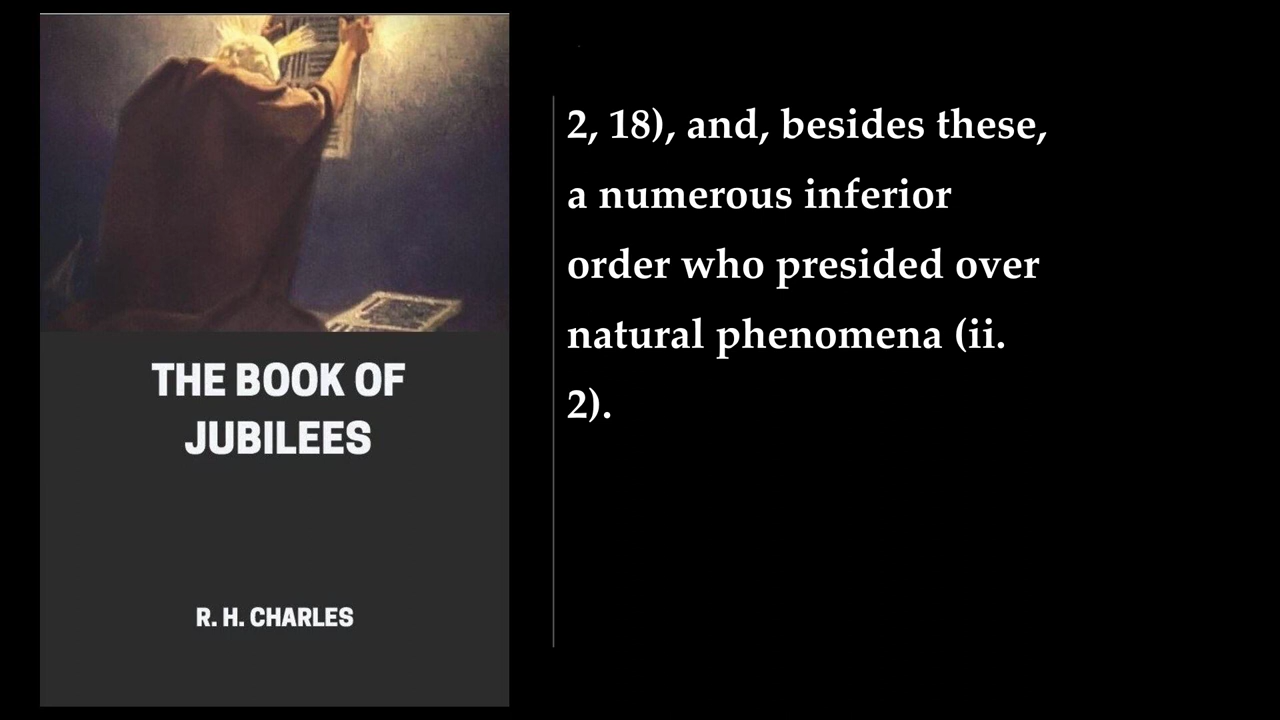 THE BOOK OF
JUBILEES
R. H. CHARLES
2, 18), and, besides these,
a numerous inferior
order who presided over
natural phenomena (ii.
2).